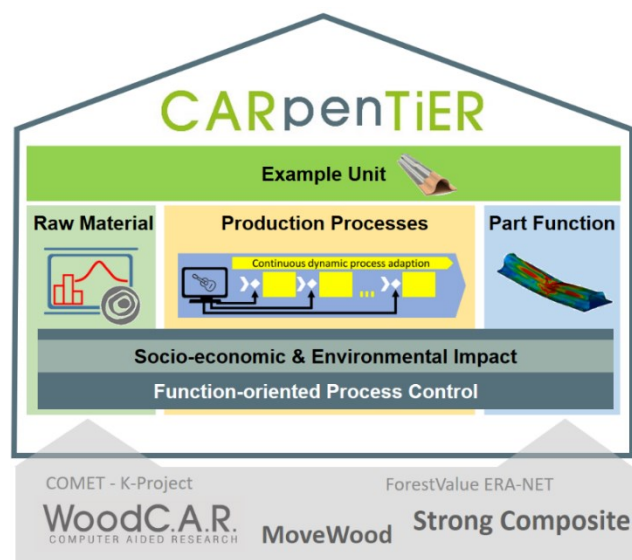 CARpenTiER
Example Unit
Raw Material
Production Processes
Part Function
Continuous dynamic process adaption
...
Socio-economic & Environmental Impact
Function-oriented Process Control
COMET - K-Project
ForestValue ERA-NET
WoodC.A.R.
COMPUTER AIDED RESEARCH
MoveWood
Strong Composite